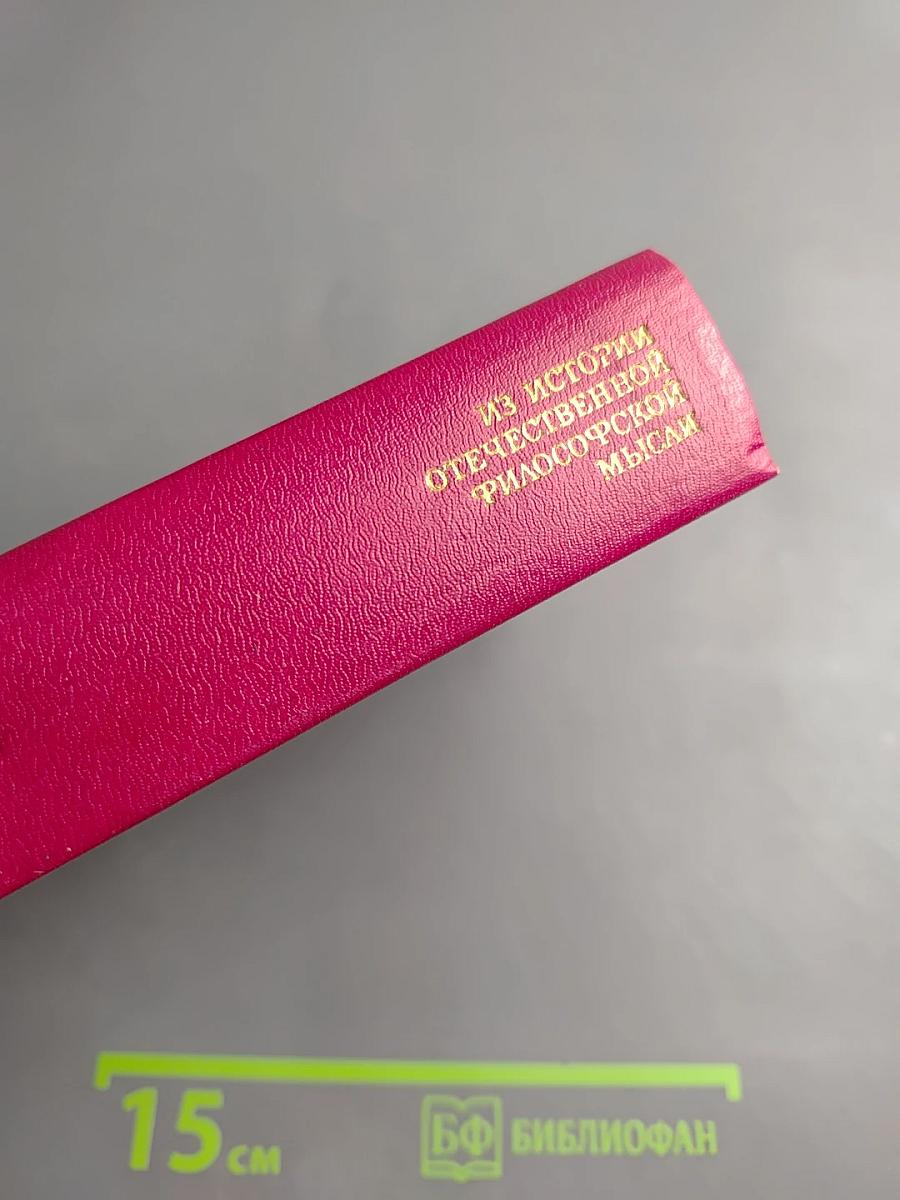 ИЗ ИСТОРИИ
ОТЕЧЕСТВЕННОЙ
ФИЛОСОФСКОЙ
МЫСЛИ
15 см
БФ БИБЛИОФАН